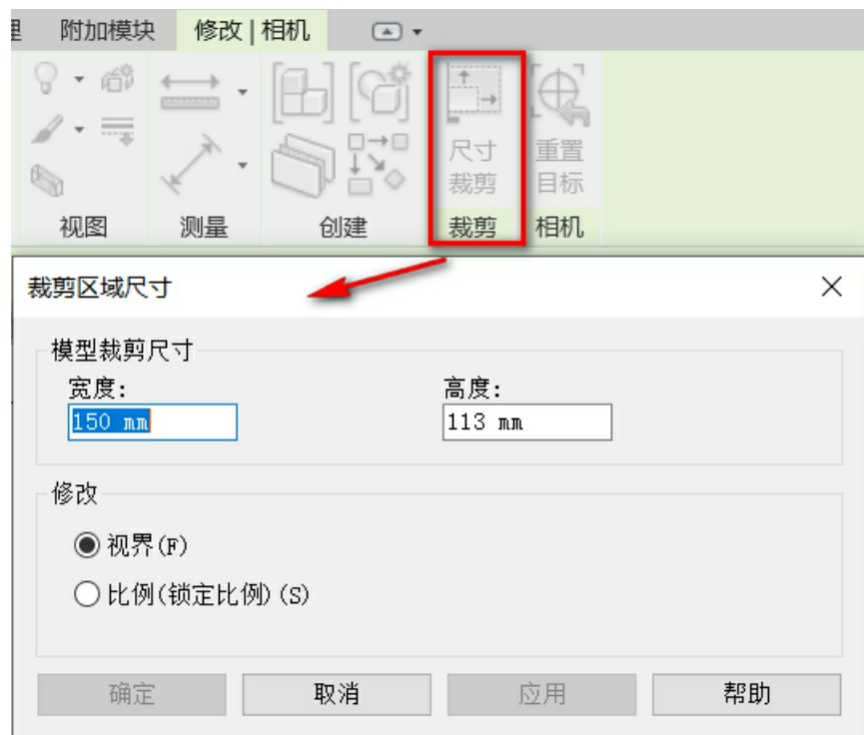 附加模块 修改 | 相机
尺寸
裁剪
重置
目标
视图 测量 创建 裁剪 相机
裁剪区域尺寸
模型裁剪尺寸
宽度: 高度:
150 mm 113 mm
修改
视界(F)
比例(锁定比例)(S)
确定 取消 应用 帮助